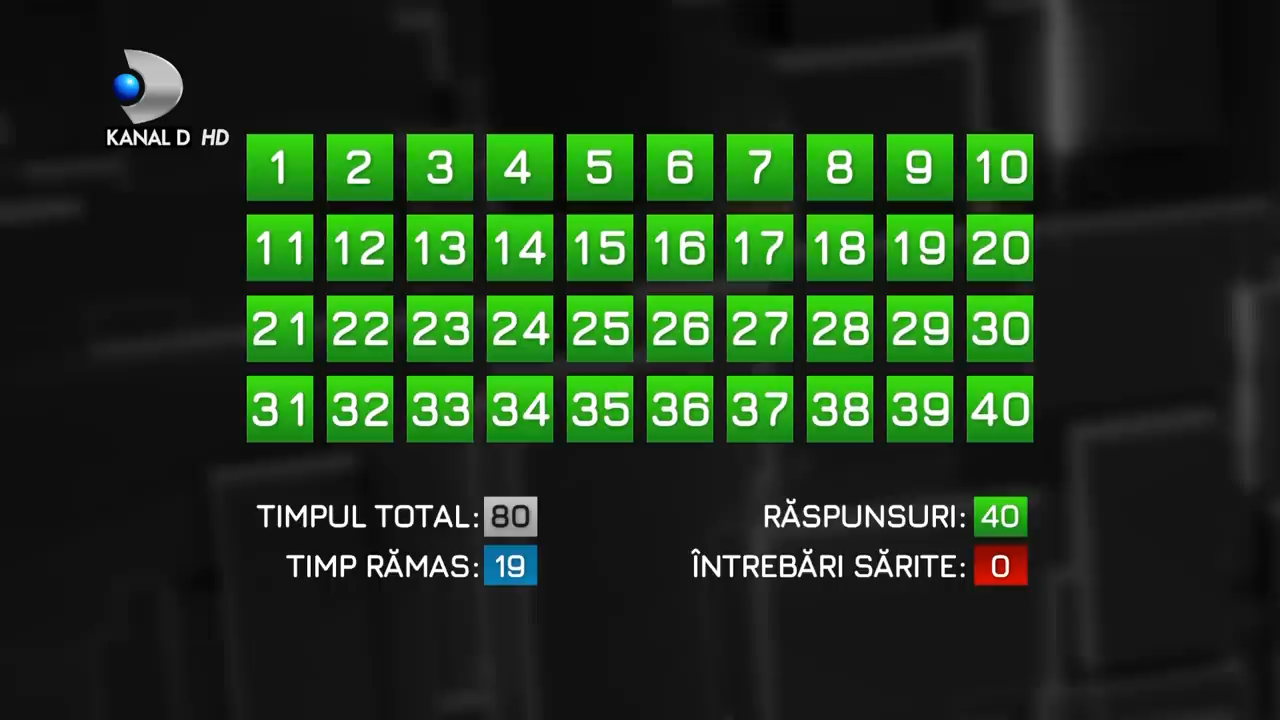 KANAL D HD
1 2 3 4 5 6 7 8 9 10
11 12 13 14 15 16 17 18 19 20
21 22 23 24 25 26 27 28 29 30
31 32 33 34 35 36 37 38 39 40
TIMPUL TOTAL: 80
RĂSPUNSURI: 40
TIMP RĂMAS: 19
ÎNTREBĂRI SĂRITE: 0